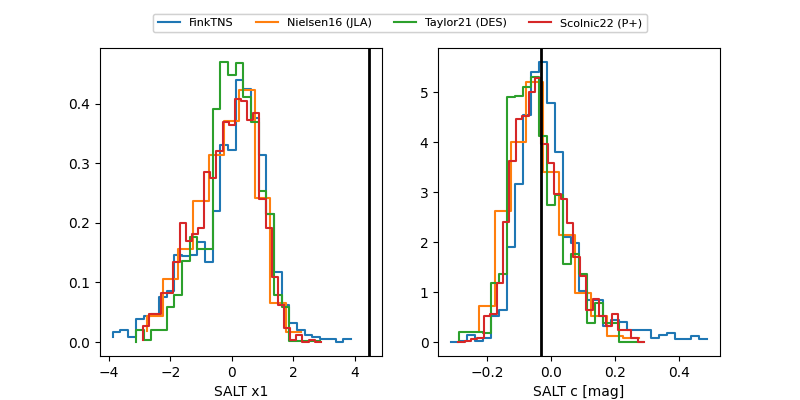 FinkTNS Nielsen16 (JLA) Taylor21 (DES) Scolnic22 (P+)
0.4
0.3
0.2
0.1
0.0
−4 −2 0 2 4
SALT x1
5
4
3
2
1
0
−0.2 0.0 0.2 0.4
SALT c [mag]